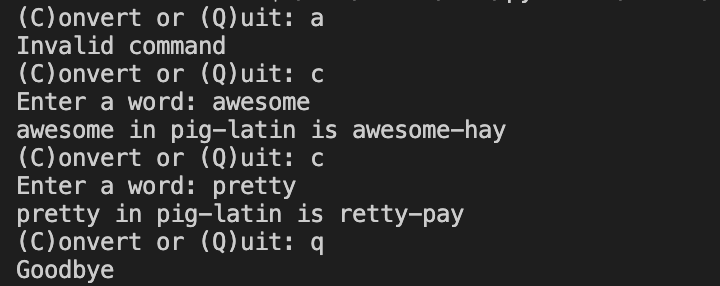 (C)onvert or (Q)uit: a
Invalid command
(C)onvert or (Q)uit: c
Enter a word: awesome
awesome in pig-latin is awesome-hay
(C)onvert or (Q)uit: c
Enter a word: pretty
pretty in pig-latin is retty-pay
(C)onvert or (Q)uit: q
Goodbye